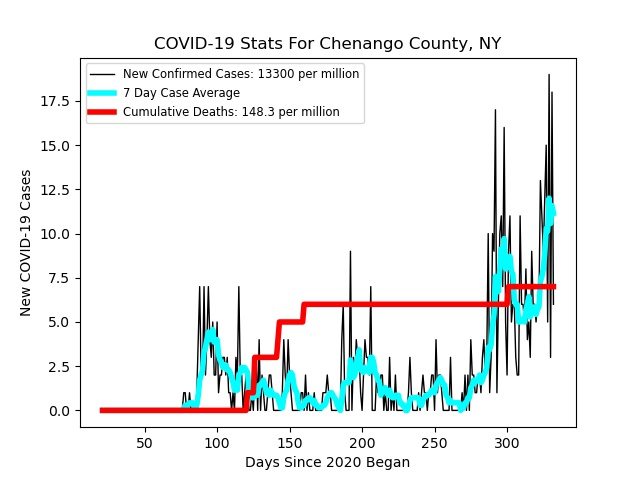 COVID-19 Stats For Chenango County, NY
New Confirmed Cases: 13300 per million
7 Day Case Average
Cumulative Deaths: 148.3 per million
New COVID-19 Cases
17.5
15.0
12.5
10.0
7.5
5.0
2.5
0.0
50 100 150 200 250 300
Days Since 2020 Began